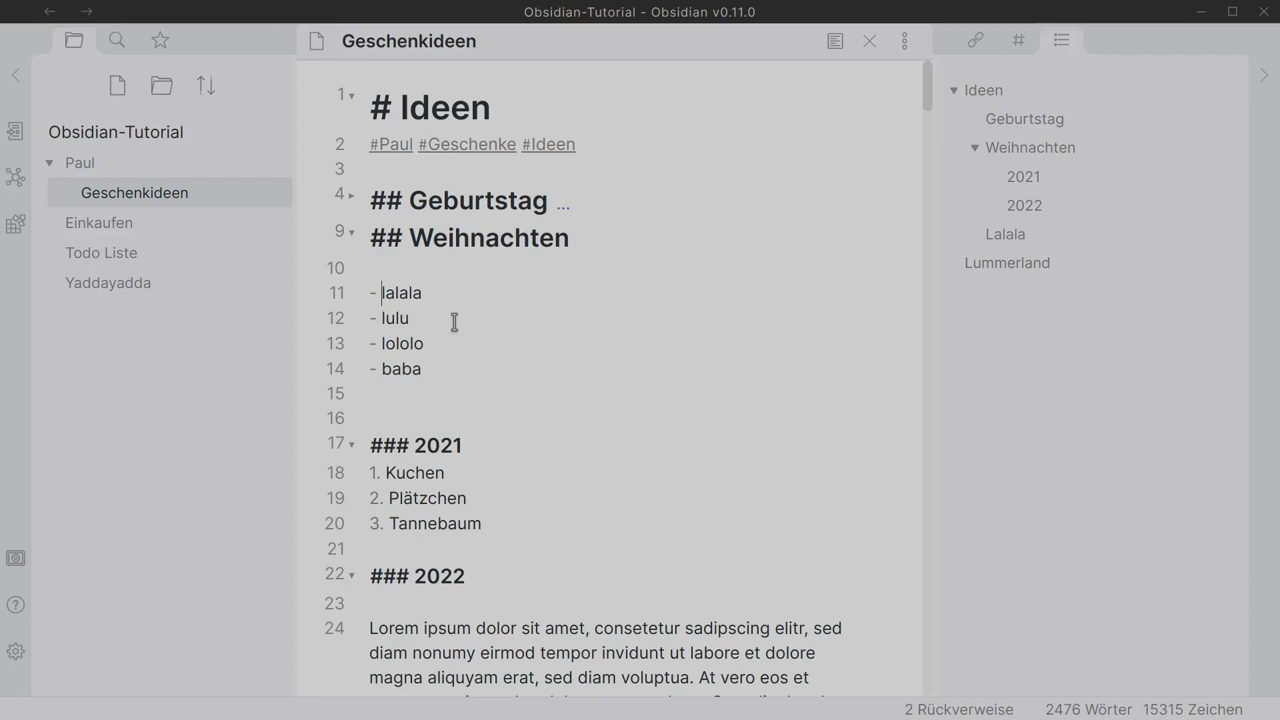 Obsidian-Tutorial - Obsidian v0.11.0
Geschenkideen
Obsidian-Tutorial
Paul
Geschenkideen
Einkaufen
Todo Liste
Yaddayadda
1 # Ideen
2 #Paul #Geschenke #Ideen
3
4 ## Geburtstag ...
9 ## Weihnachten
10
11 - lalala
12 - lulu
13 - lololo
14 - baba
15
16
17 ### 2021
18 1. Kuchen
19 2. Plätzchen
20 3. Tannebaum
21
22 ### 2022
23
24 Lorem ipsum dolor sit amet, consetetur sadipscing elitr, sed
diam nonumy eirmod tempor invidunt ut labore et dolore
magna aliquyam erat, sed diam voluptua. At vero eos et
Ideen
Geburtstag
Weihnachten
2021
2022
Lalala
Lummerland
2 Rückverweise 2476 Wörter 15315 Zeichen